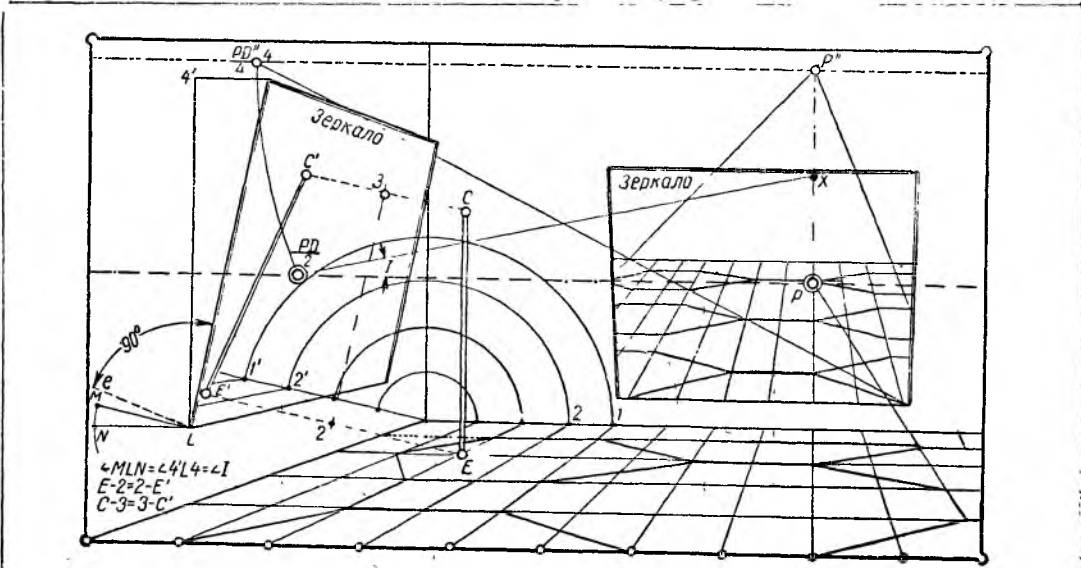 PD" 4
4
4'
P"
Зеркало
Зеркало
C'
3
C
X
PD
2
I
P
90°
1'
2'
2
1
e
M
E'
N
L
2
E
∠MLN=∠4'L4=∠I
E-2=2-E'
C-3=3-C'